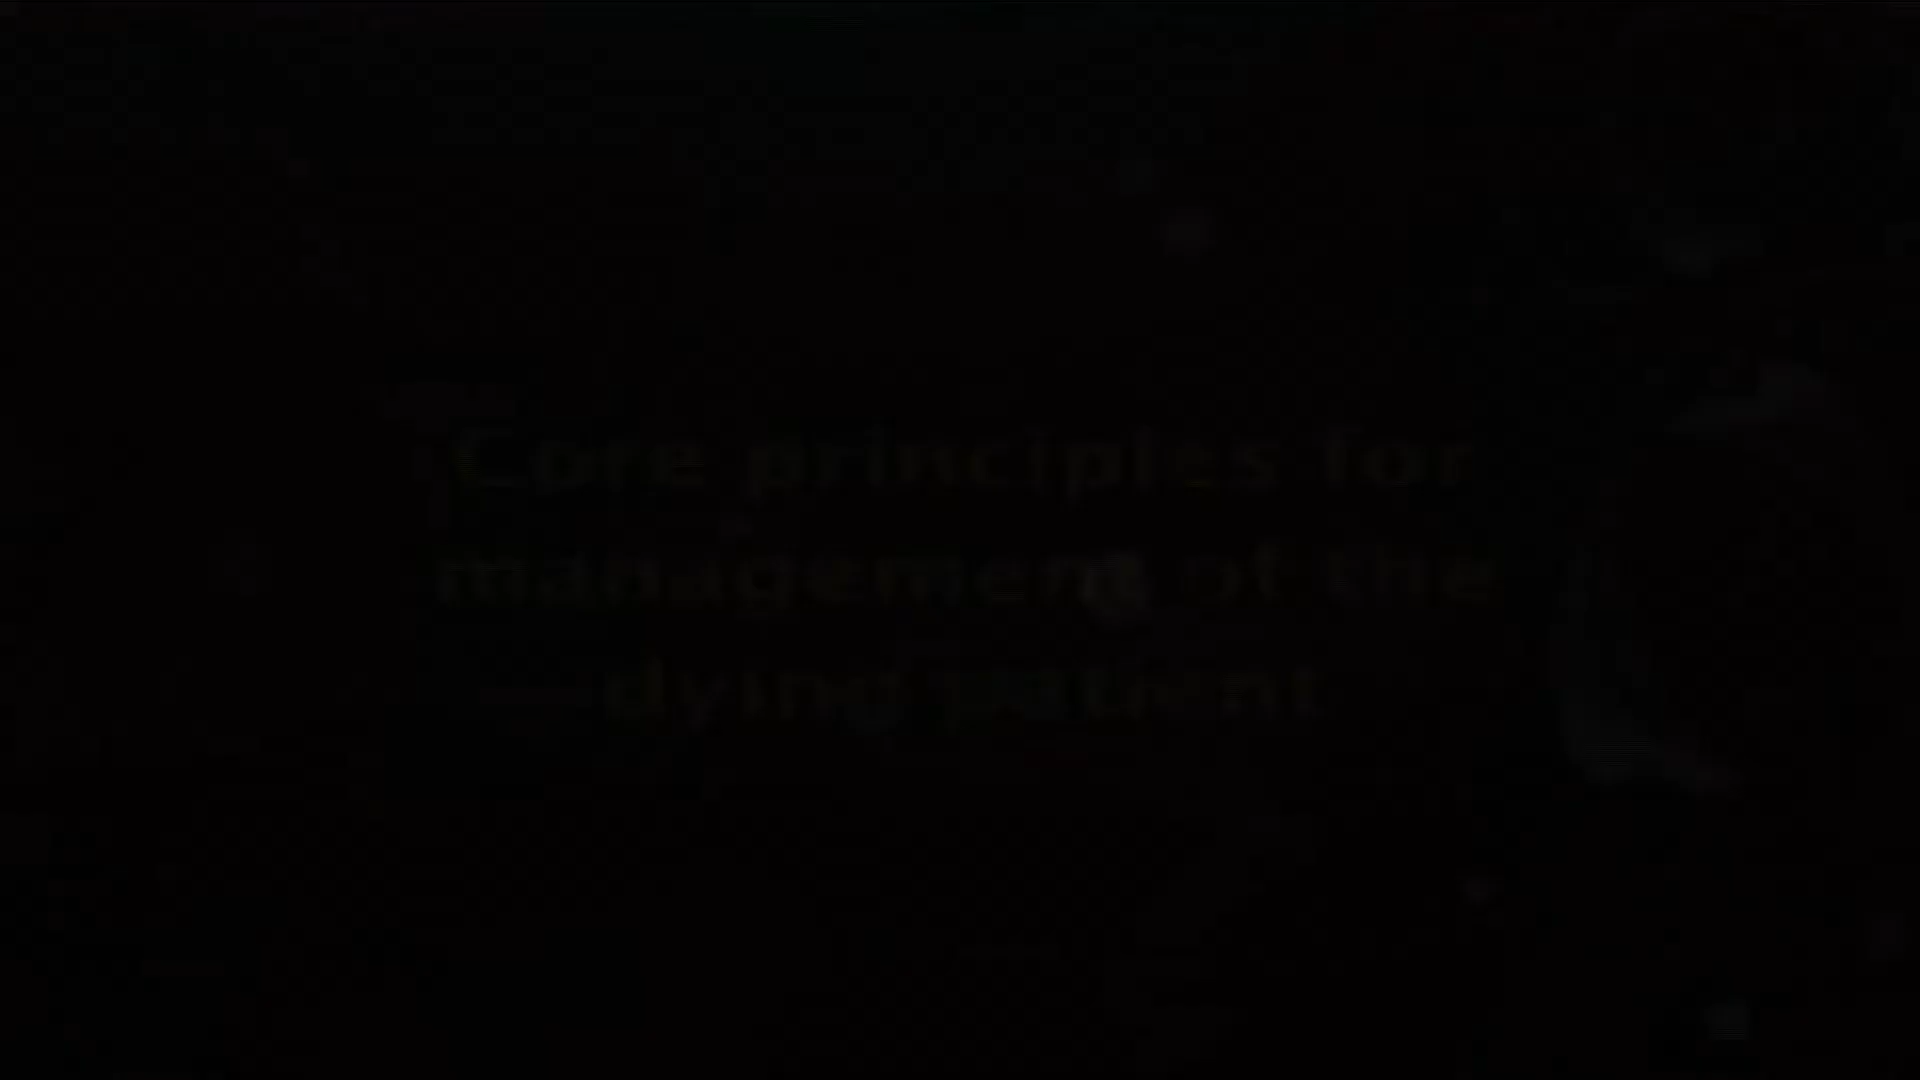 Core principles for
management of the
dying patient